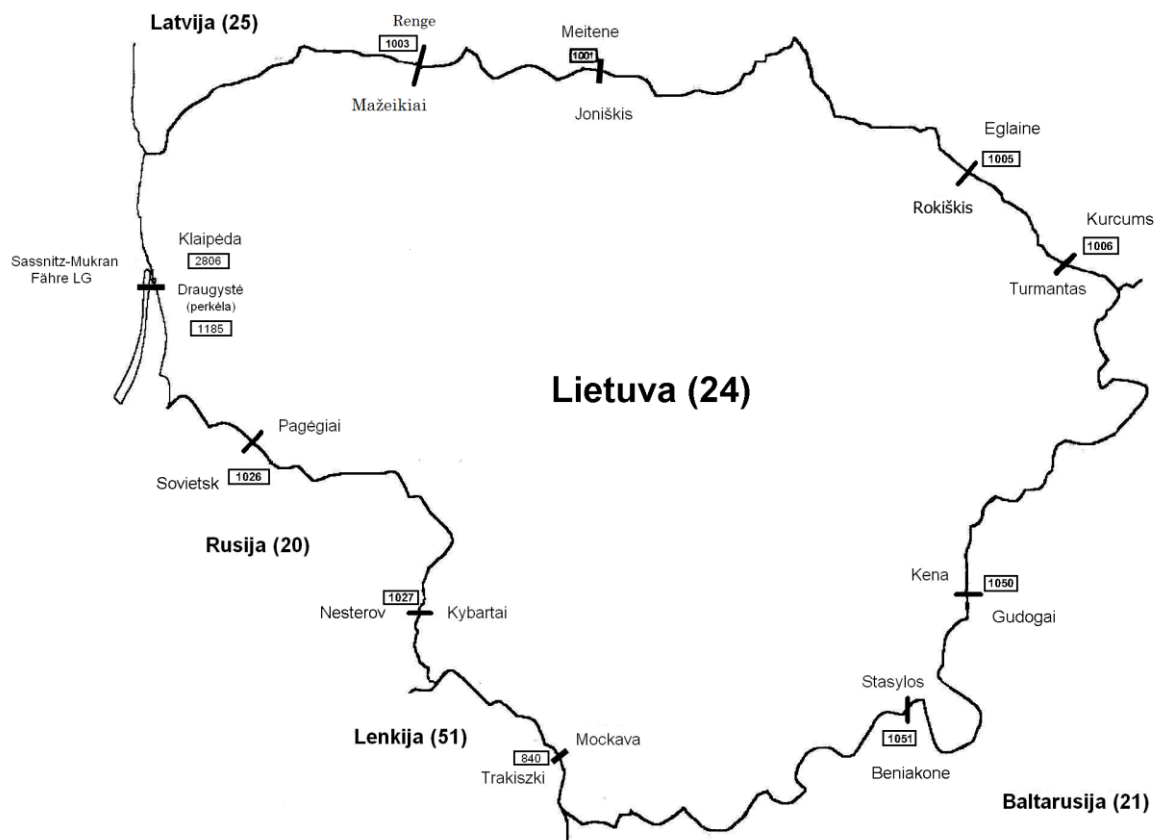 Latvija (25)
Renge
1003
Mažeikiai
Meitene
1001
Joniškis
Eglaine
1005
Rokiškis
Kurcums
1006
Turmantas
Klaipėda
2806
Sassnitz-Mukran
Fähre LG
Draugystė
(perkėla)
1185
Lietuva (24)
Pagėgiai
Sovietsk
1026
Rusija (20)
Kena
1050
Gudogai
1027
Nesterov
Kybartai
Stasylos
1051
Beniakone
Lenkija (51)
Mockava
840
Trakiszki
Baltarusija (21)